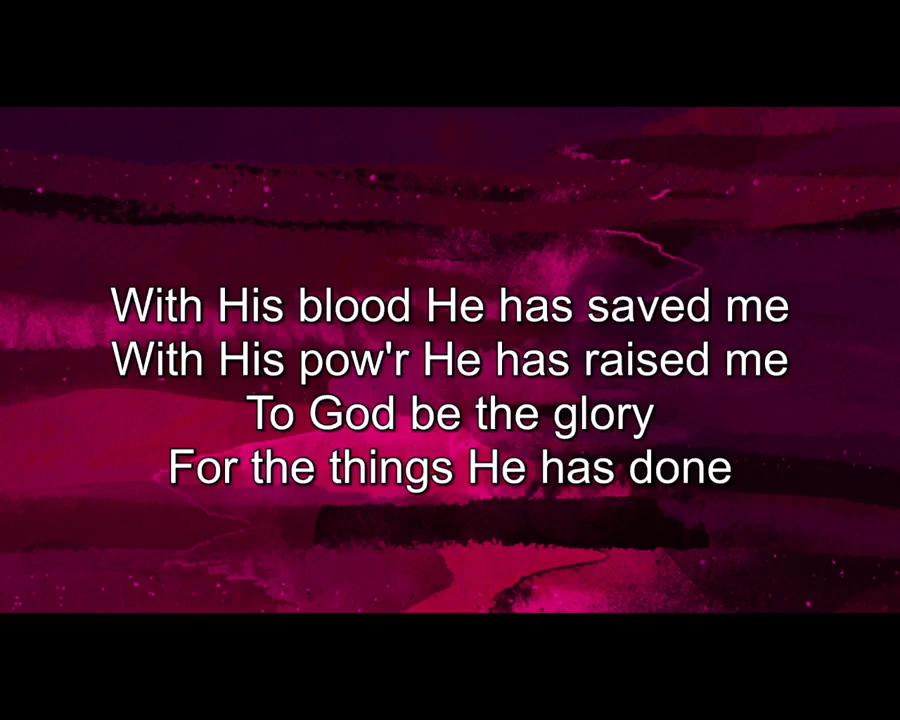 With His blood He has saved me
With His pow'r He has raised me
To God be the glory
For the things He has done